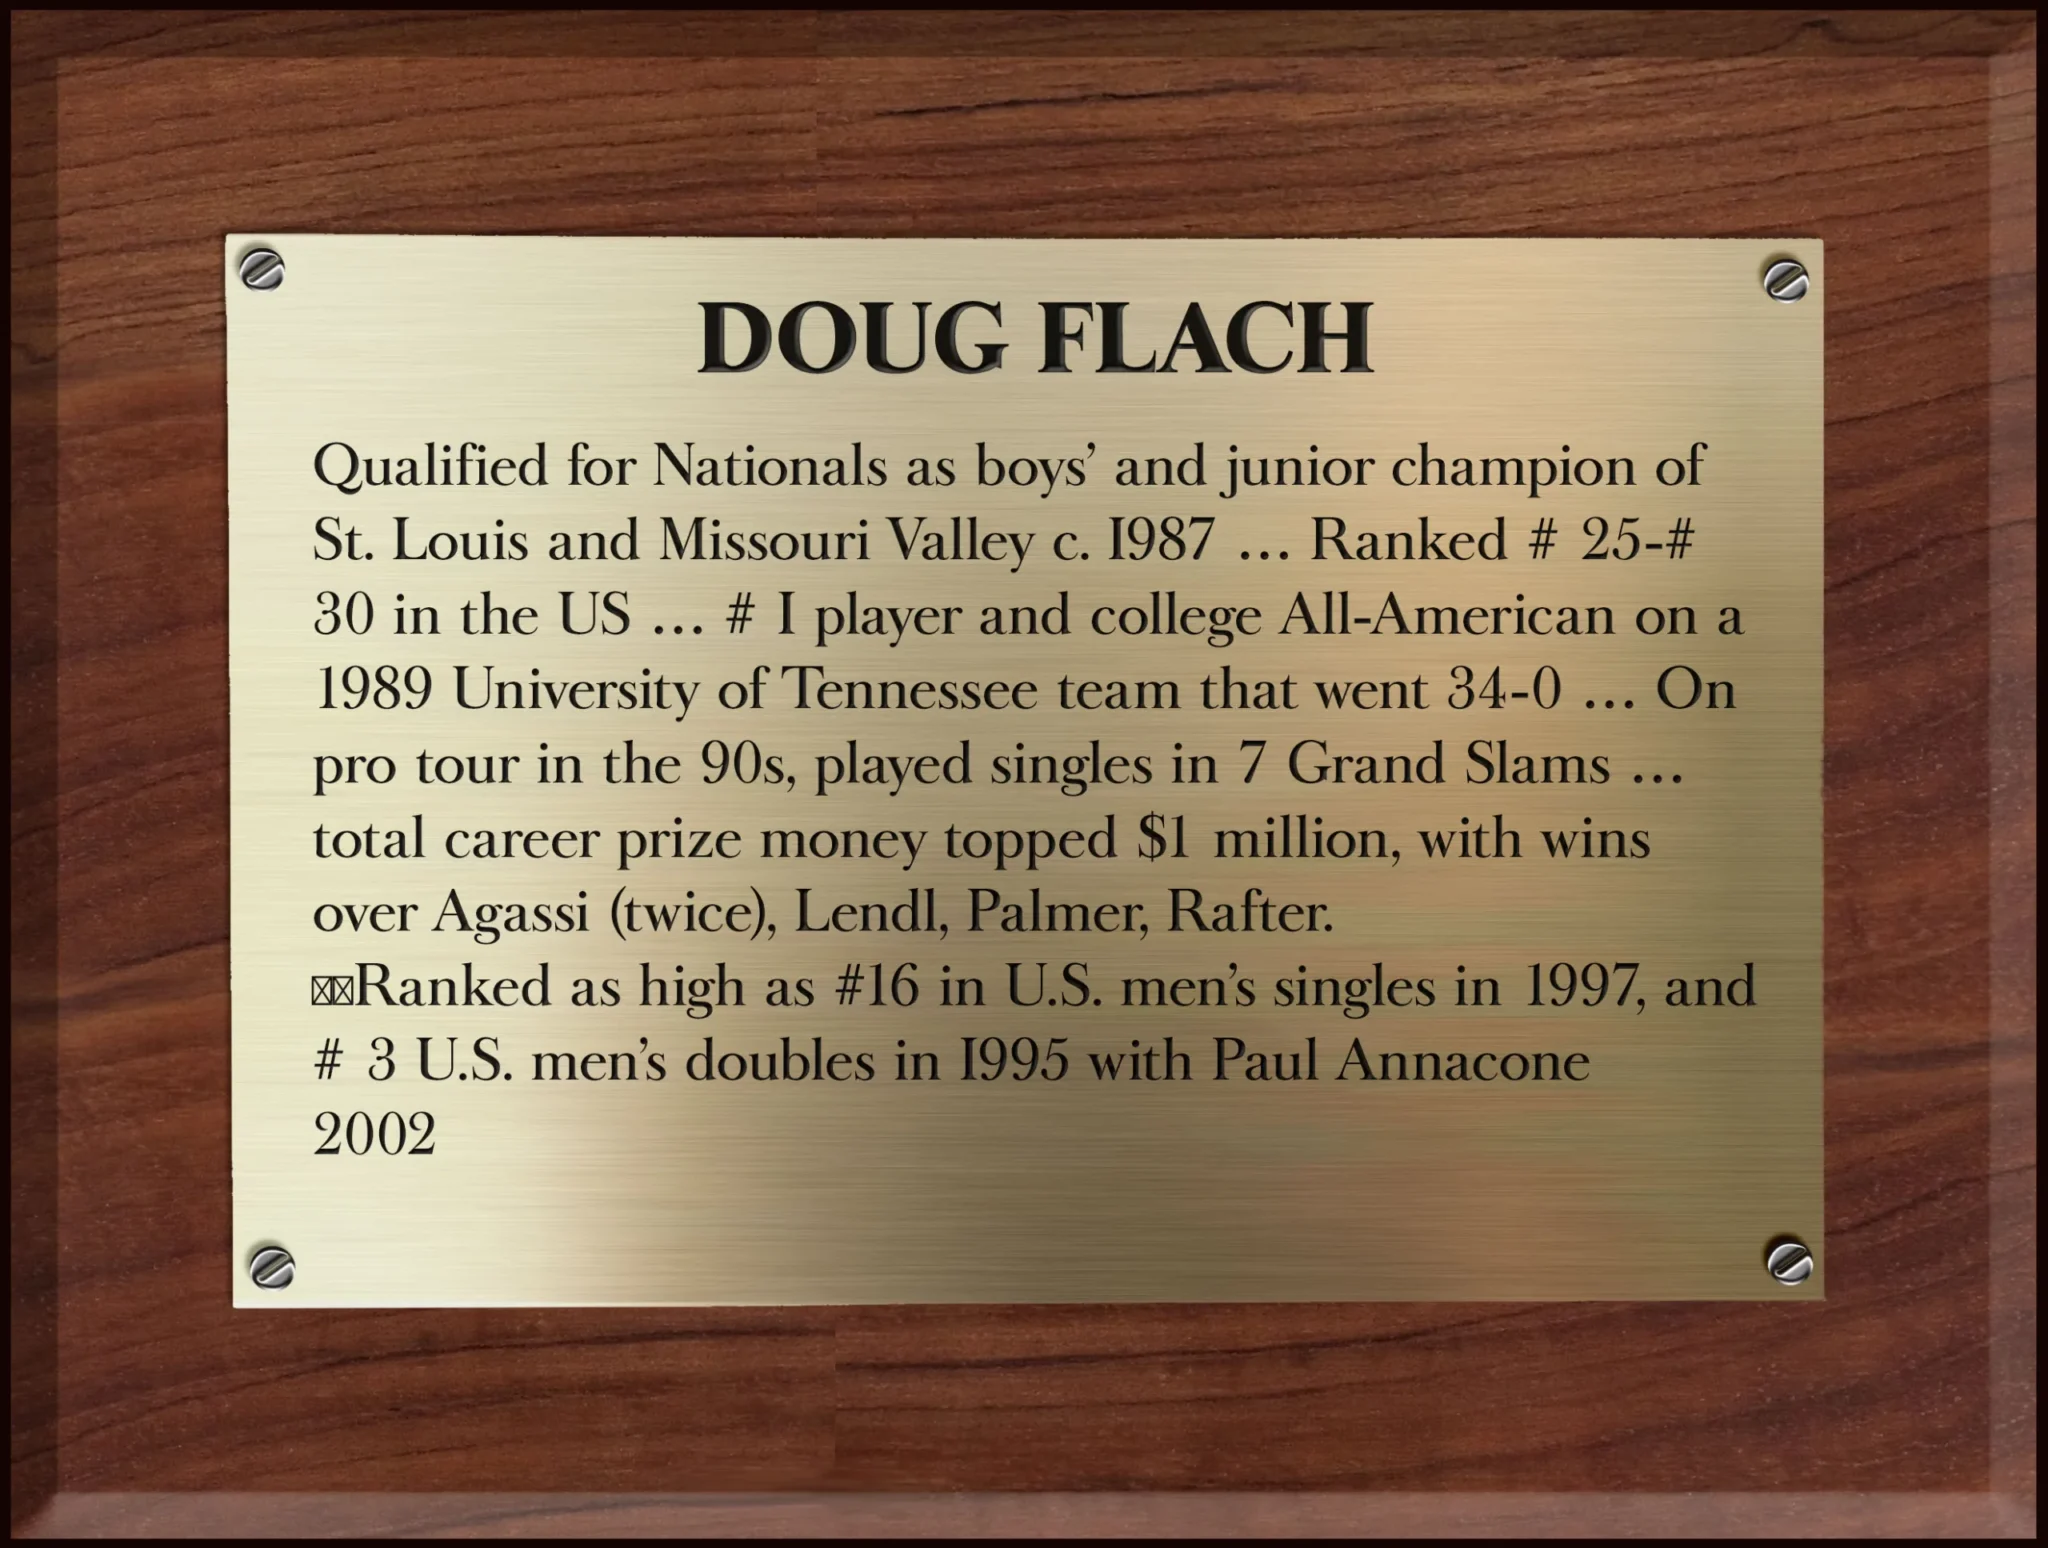 DOUG FLACH
Qualified for Nationals as boys’ and junior champion of
St. Louis and Missouri Valley c. I987 … Ranked # 25-#
30 in the US … # I player and college All-American on a
1989 University of Tennessee team that went 34-0 … On
pro tour in the 90s, played singles in 7 Grand Slams …
total career prize money topped $1 million, with wins
over Agassi (twice), Lendl, Palmer, Rafter.
Ranked as high as #16 in U.S. men’s singles in 1997, and
# 3 U.S. men’s doubles in I995 with Paul Annacone
2002